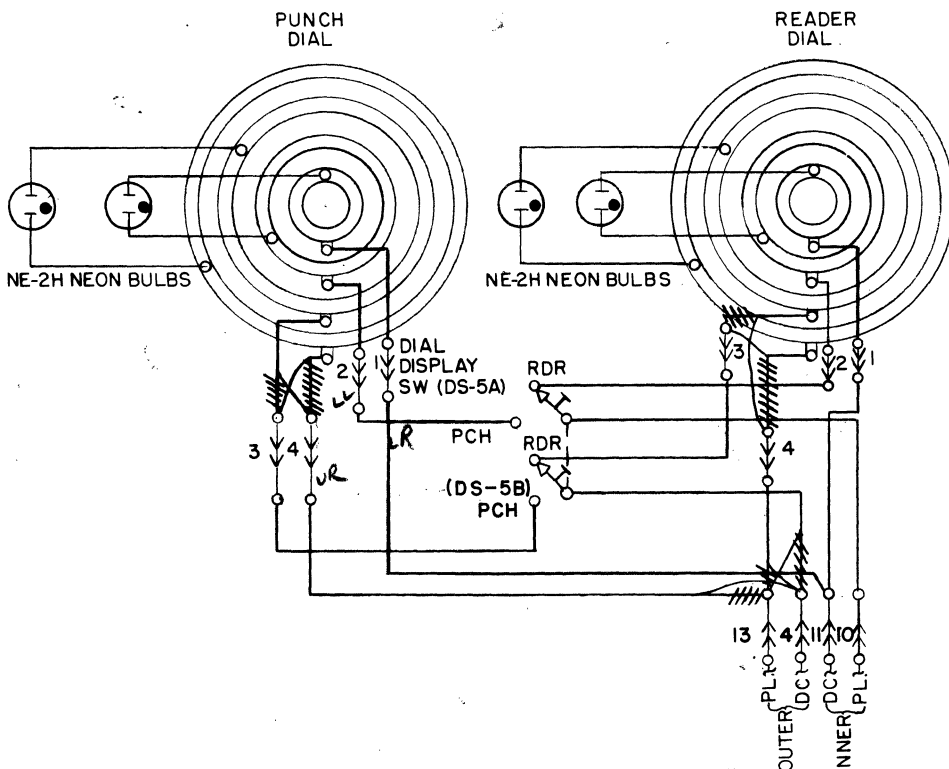 PUNCH
DIAL
READER
DIAL
NE-2H NEON BULBS
NE-2H NEON BULBS
DIAL
DISPLAY
SW (DS-5A)
2
1
3
2
1
RDR
LL
LR
PCH
RDR
3
4
4
UR
(DS-5B)
PCH
13
4
11
10
PL.
DC
DC
PL.
OUTER
INNER